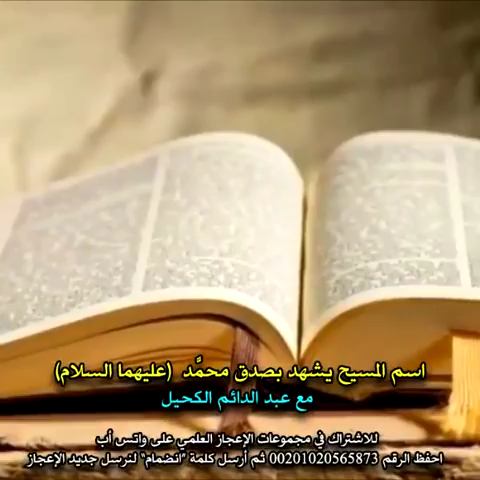 اسم المسيح يشهد بصدق محمَّد (عليهما السلام)
مع عبد الدائم الكحيل
للاشتراك في مجموعات الإعجاز العلمي على واتس أب
احفظ الرقم 00201020565873 ثم أرسل كلمة "انضمام" لنرسل جديد الإعجاز